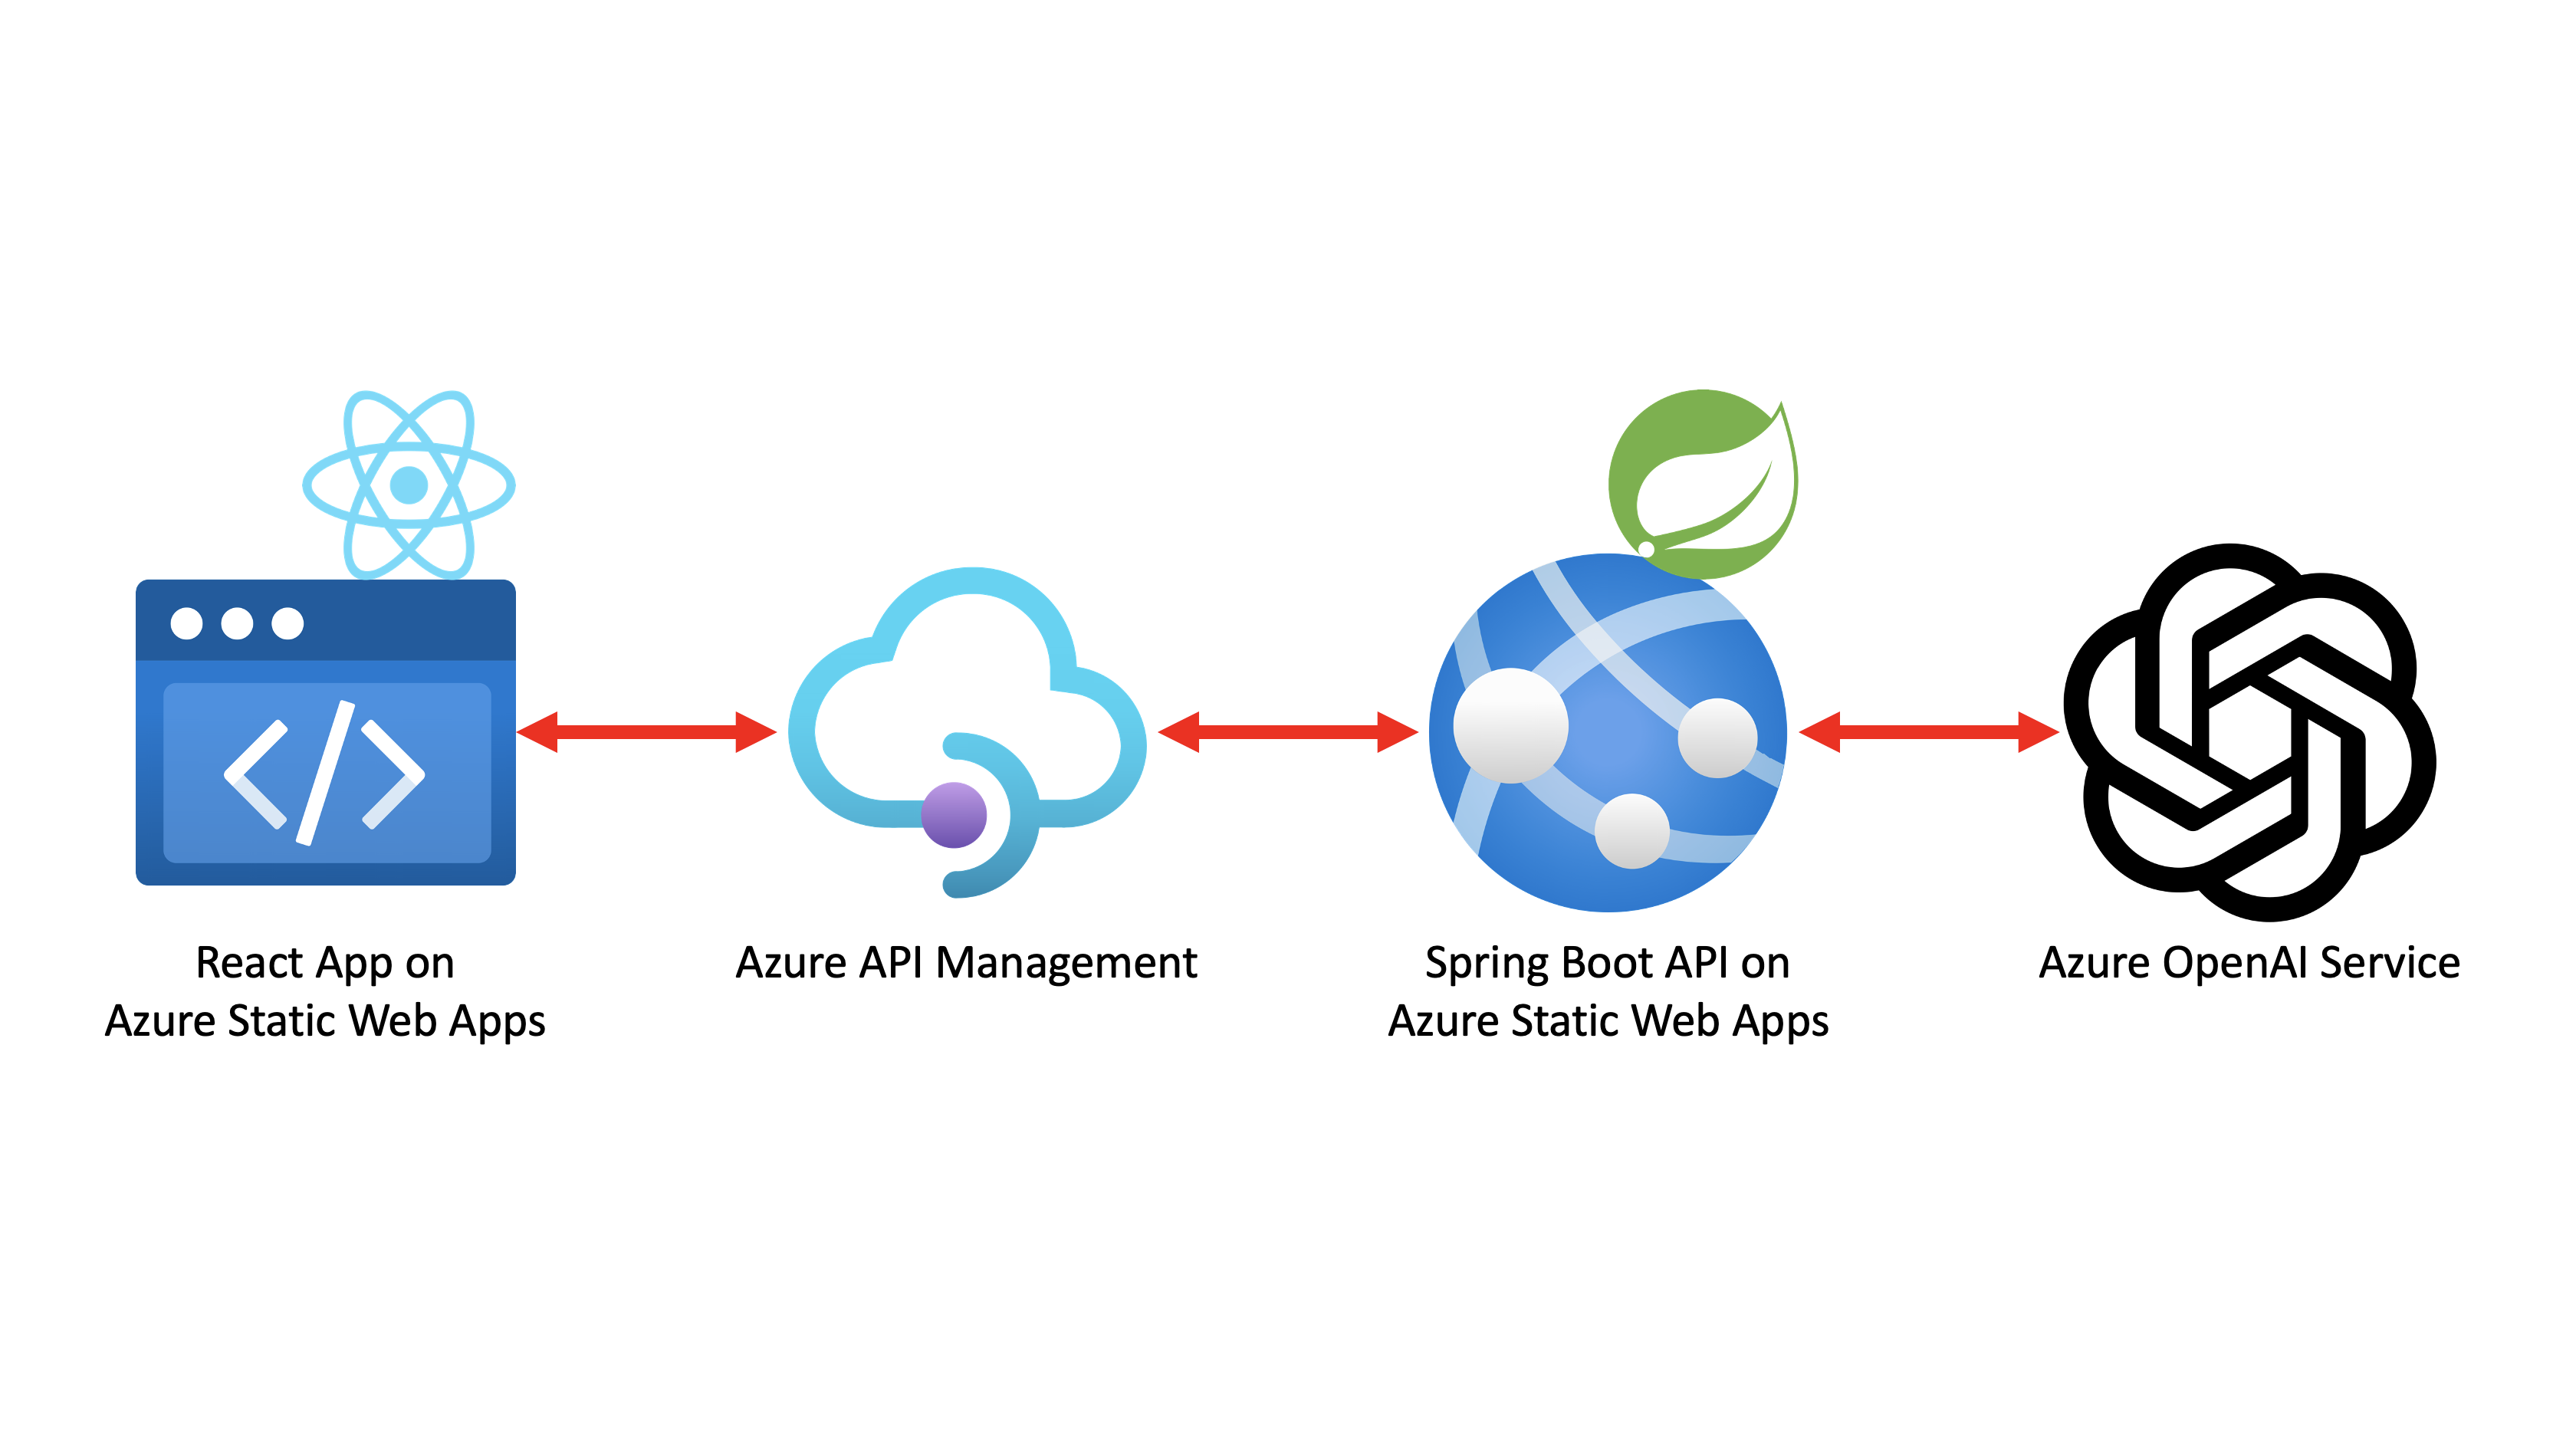 React App on
Azure Static Web Apps
Azure API Management
Spring Boot API on
Azure Static Web Apps
Azure OpenAI Service